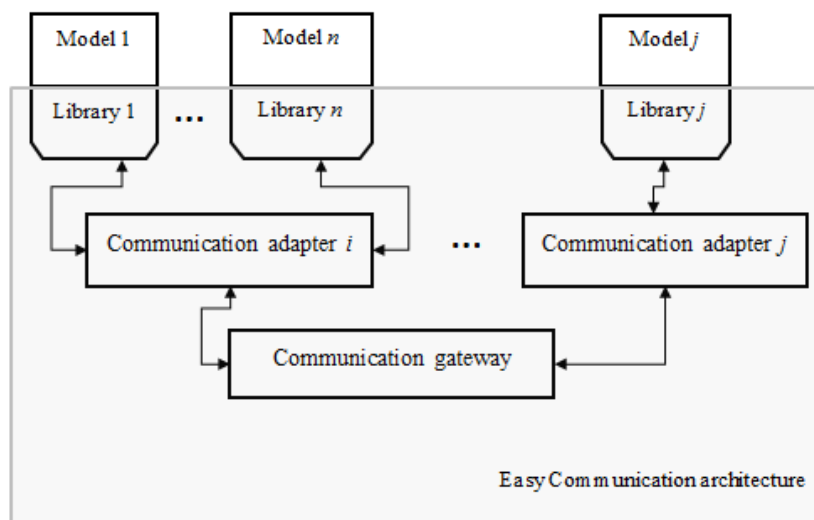 Model 1
Model n
Model j
Library 1
...
Library n
Library j
Communication adapter i
...
Communication adapter j
Communication gateway
Easy Communication architecture